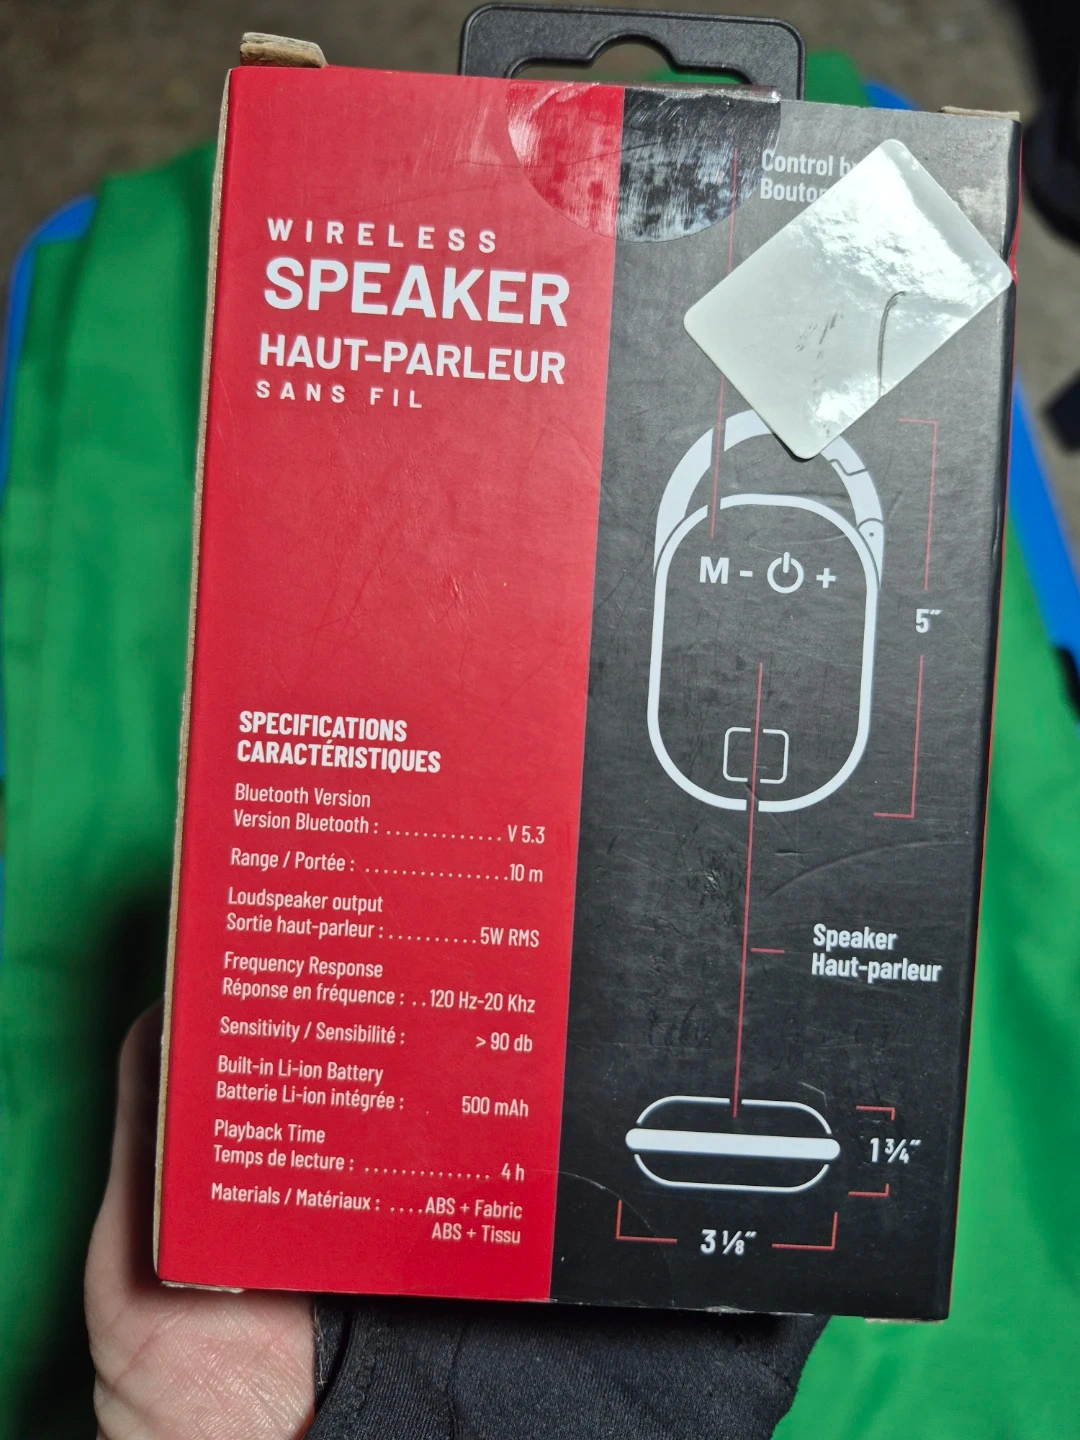 WIRELESS
SPEAKER
HAUT-PARLEUR
SANS FIL
SPECIFICATIONS
CARACTÉRISTIQUES
Bluetooth Version
Version Bluetooth : ............. V 5.3
Range / Portée : ................10 m
Loudspeaker output
Sortie haut-parleur : .......... 5W RMS
Frequency Response
Réponse en fréquence : .. 120 Hz-20 Khz
Sensitivity / Sensibilité : > 90 db
Built-in Li-ion Battery
Batterie Li-ion intégrée : 500 mAh
Playback Time
Temps de lecture : .............. 4 h
Materials / Matériaux : ....ABS + Fabric
ABS + Tissu
Control
M - +
5″
Speaker
Haut-parleur
1 ¾″
3 ⅛″